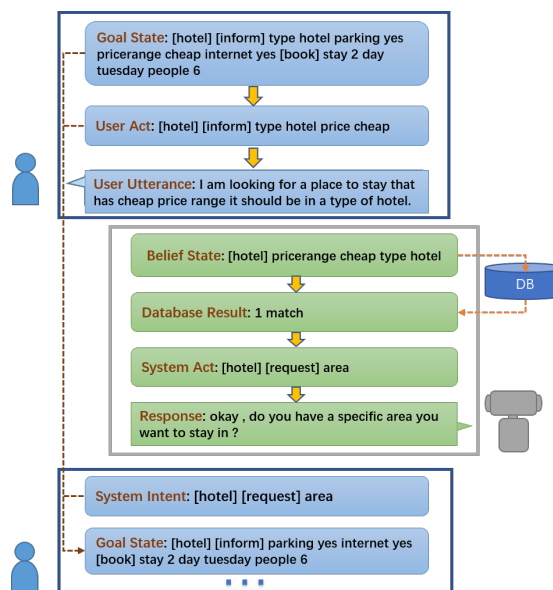 Goal State: [hotel] [inform] type hotel parking yes
pricerange cheap internet yes [book] stay 2 day
tuesday people 6
User Act: [hotel] [inform] type hotel price cheap
User Utterance: I am looking for a place to stay that
has cheap price range it should be in a type of hotel.
Belief State: [hotel] pricerange cheap type hotel
DB
Database Result: 1 match
System Act: [hotel] [request] area
Response: okay , do you have a specific area you
want to stay in ?
System Intent: [hotel] [request] area
Goal State: [hotel] [inform] parking yes internet yes
[book] stay 2 day tuesday people 6